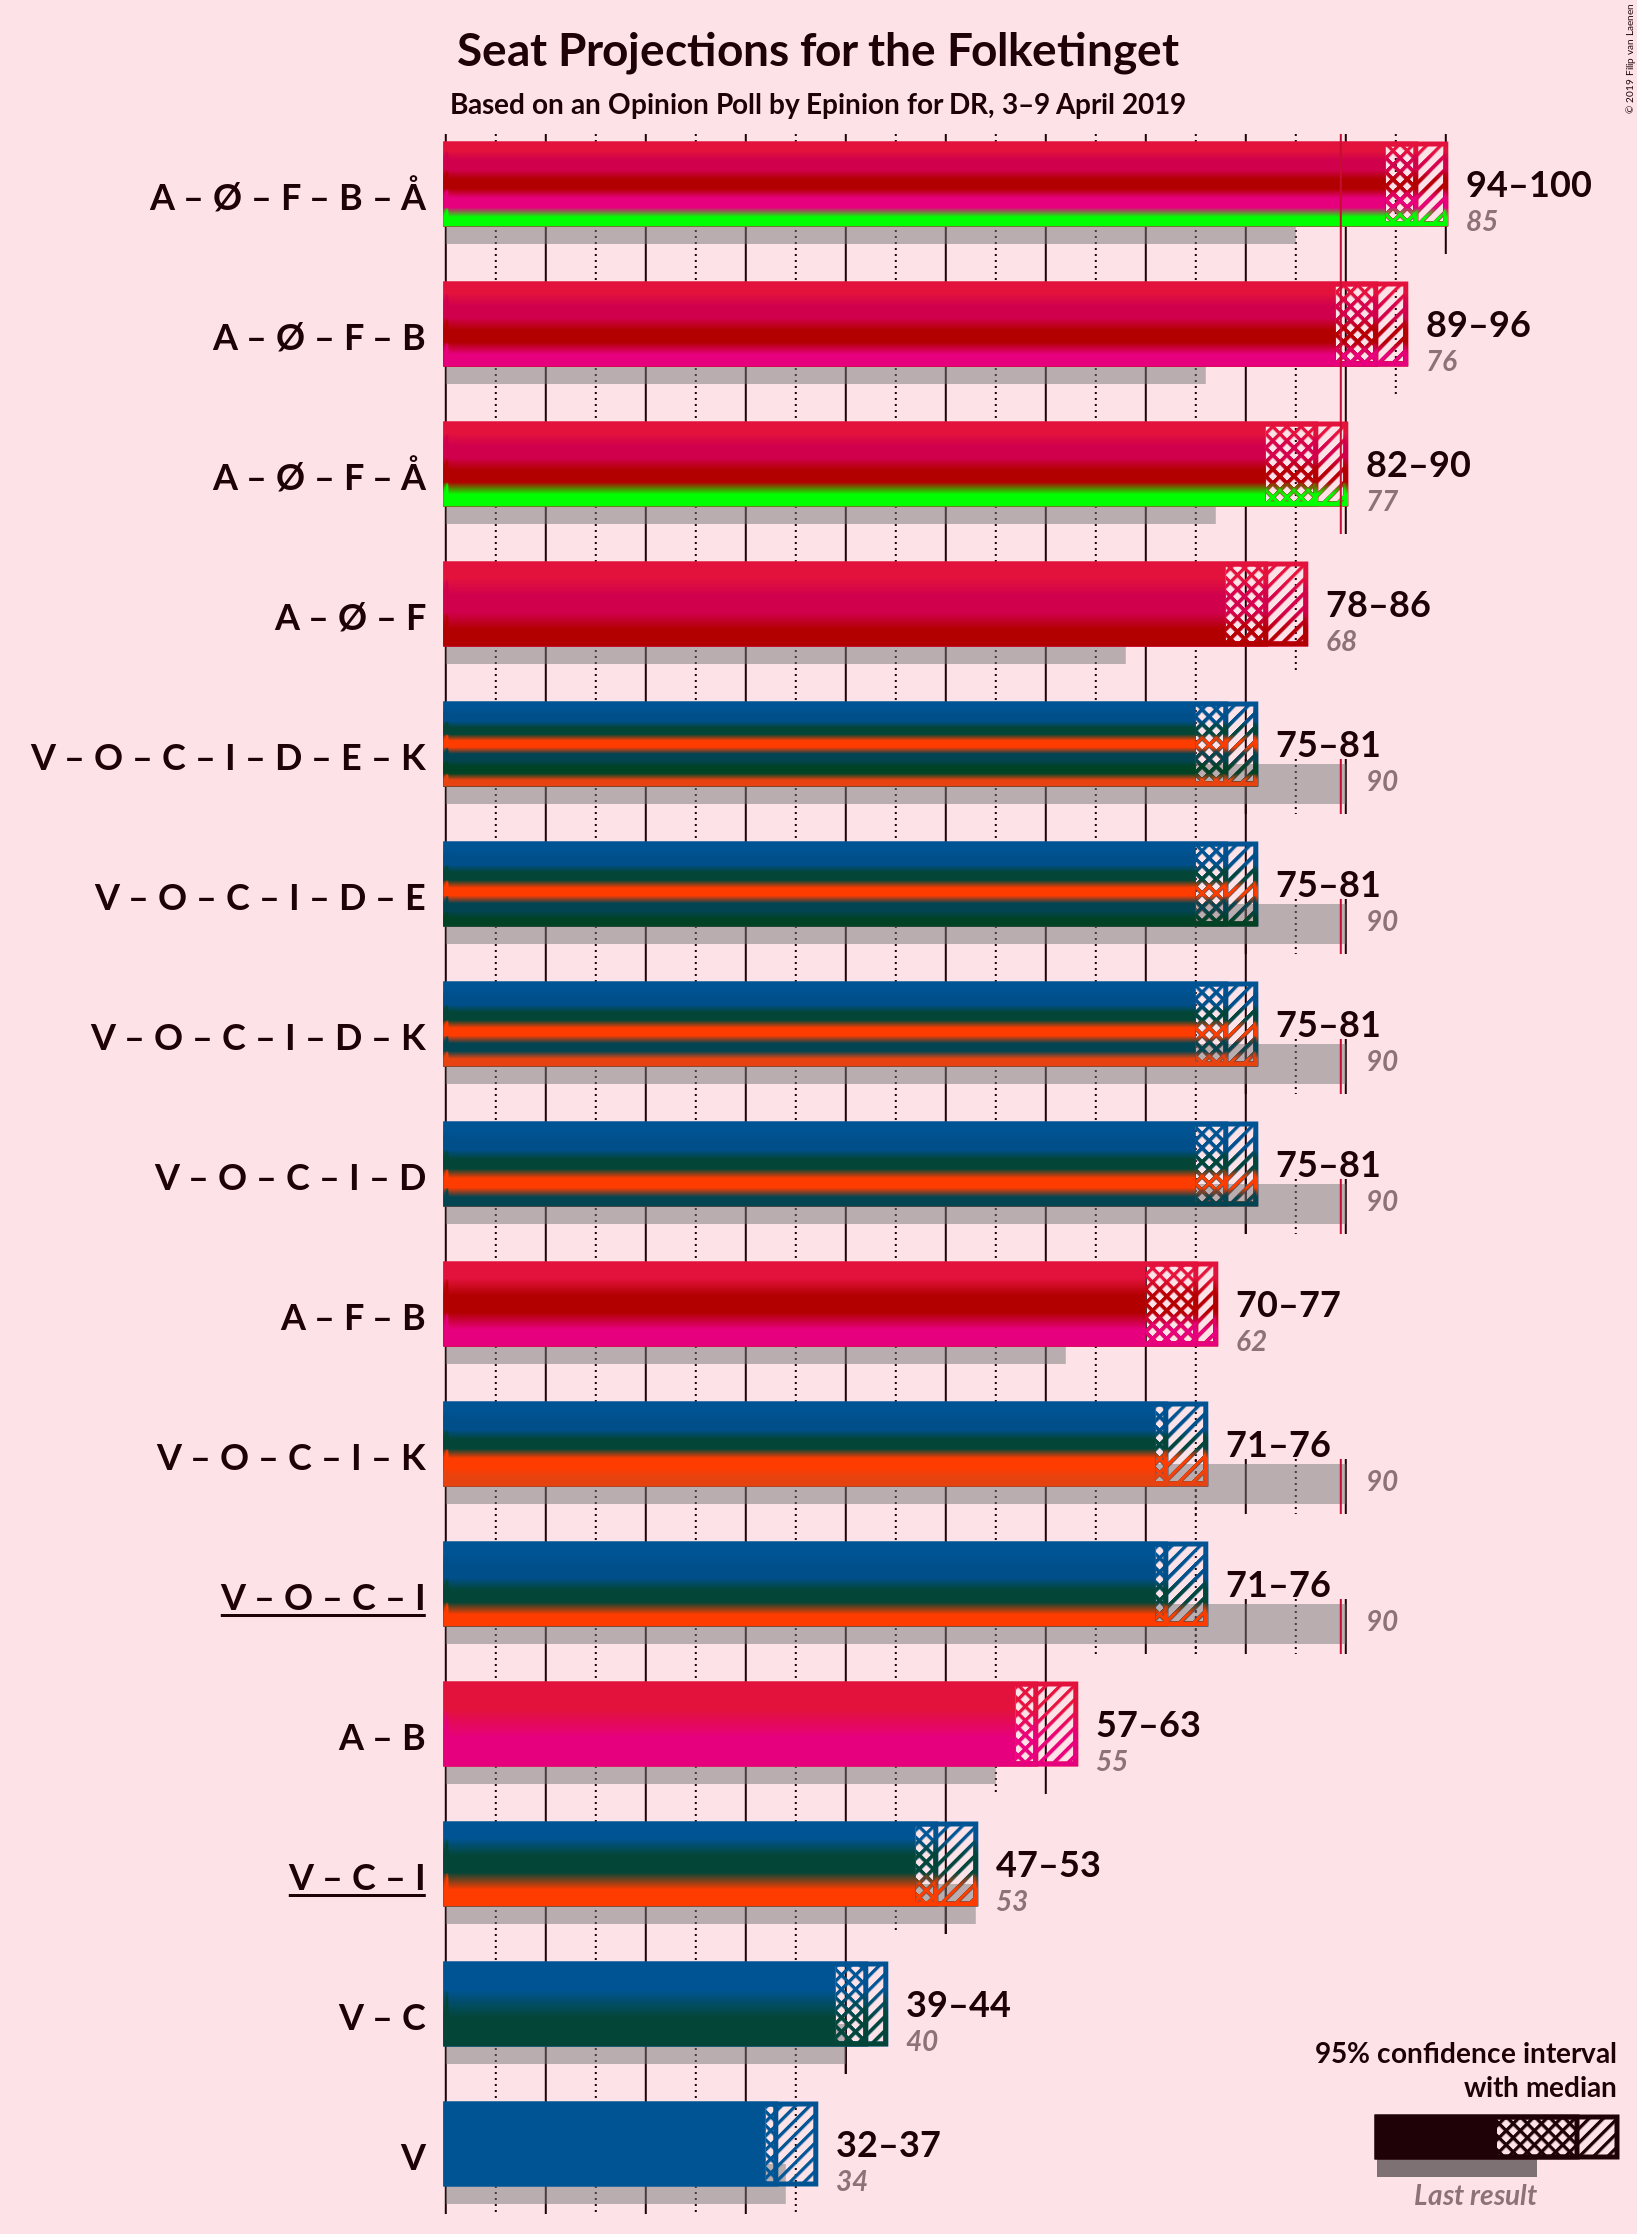 Seat Projections for the Folketinget
Based on an Opinion Poll by Epinion for DR, 3–9 April 2019
© 2019 Filip van Laenen
A – Ø – F – B – Å
94–100
85
A – Ø – F – B
89–96
76
A – Ø – F – Å
82–90
77
A – Ø – F
78–86
68
V – O – C – I – D – E – K
75–81
90
V – O – C – I – D – E
75–81
90
V – O – C – I – D – K
75–81
90
V – O – C – I – D
75–81
90
A – F – B
70–77
62
V – O – C – I – K
71–76
90
V – O – C – I
71–76
90
A – B
57–63
55
V – C – I
47–53
53
V – C
39–44
40
V
32–37
34
95% confidence interval
with median
Last result